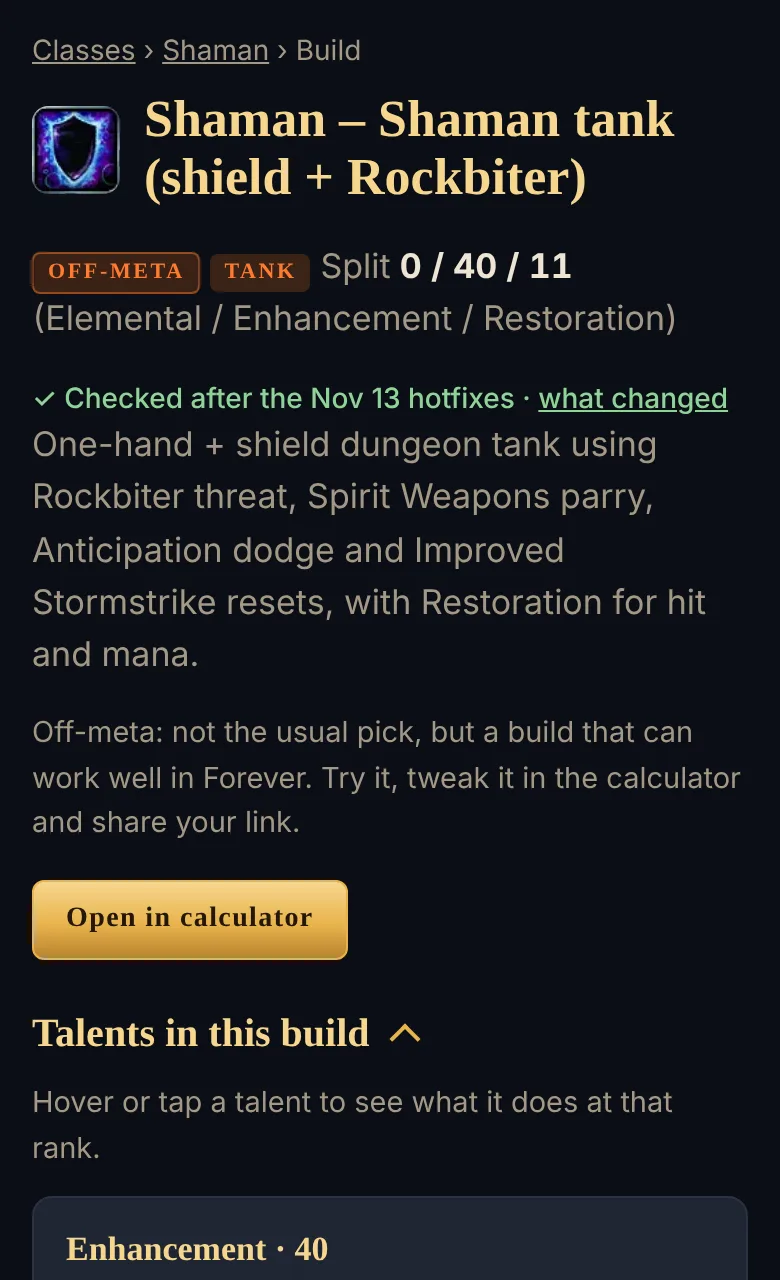 Classes › Shaman › Build
Shaman – Shaman tank
(shield + Rockbiter)
OFF-META TANK Split 0 / 40 / 11
(Elemental / Enhancement / Restoration)
✓ Checked after the Nov 13 hotfixes · what changed
One-hand + shield dungeon tank using
Rockbiter threat, Spirit Weapons parry,
Anticipation dodge and Improved
Stormstrike resets, with Restoration for hit
and mana.
Off-meta: not the usual pick, but a build that can
work well in Forever. Try it, tweak it in the calculator
and share your link.
Open in calculator
Talents in this build
Hover or tap a talent to see what it does at that
rank.
Enhancement · 40